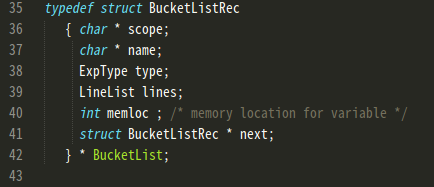 35 typedef struct BucketListRec
36    { char * scope;
37      char * name;
38      ExpType type;
39      LineList lines;
40      int memloc ; /* memory location for variable */
41      struct BucketListRec * next;
42    } * BucketList;
43